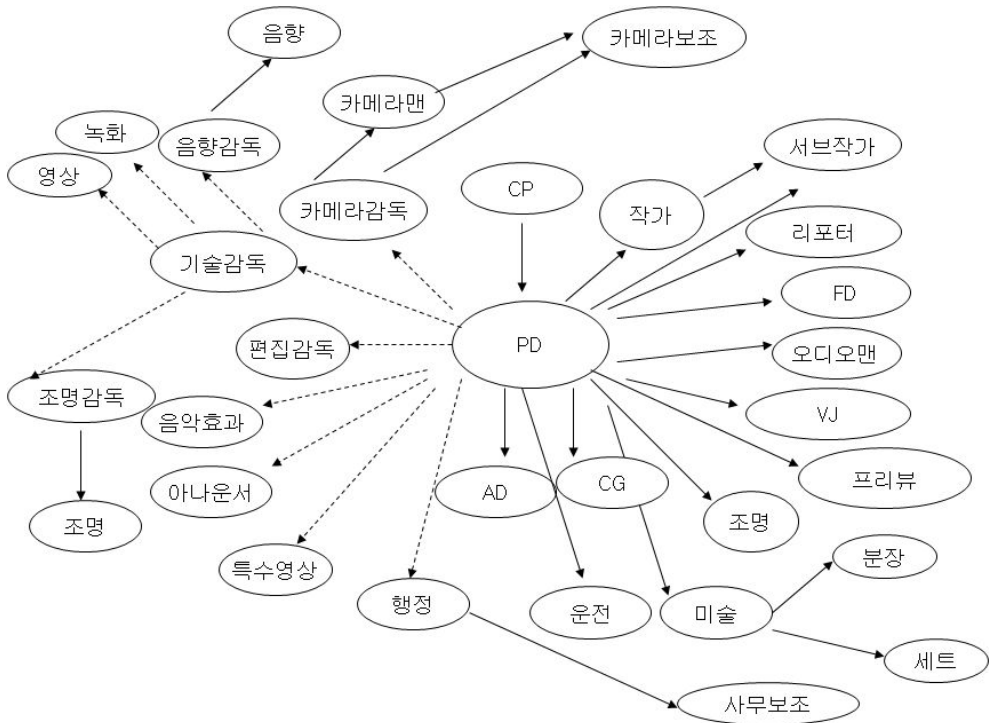 음향
카메라보조
카메라맨
녹화
음향감독
서브작가
영상
CP
카메라감독
작가
리포터
기술감독
FD
PD
편집감독
오디오맨
조명감독
음악효과
VJ
아나운서
AD
CG
프리뷰
조명
조명
특수영상
분장
행정
운전
미술
세트
사무보조